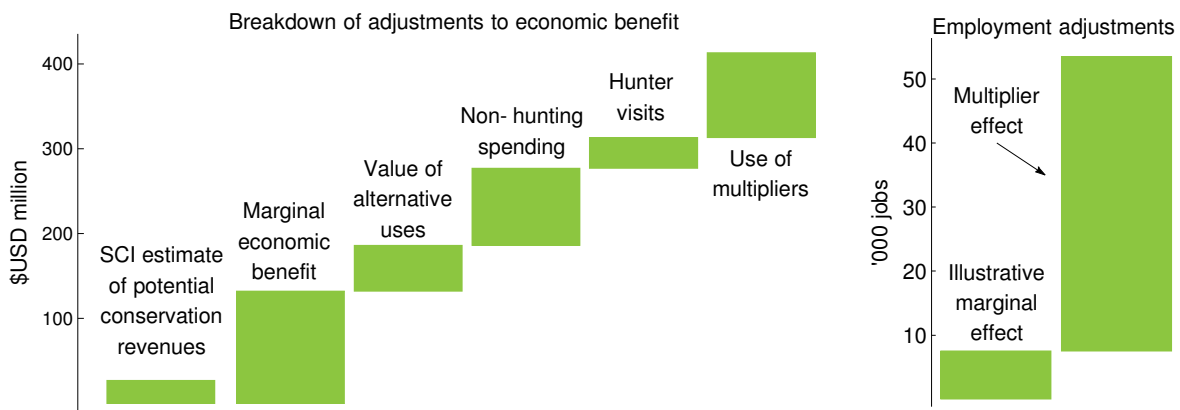 Breakdown of adjustments to economic benefit
$USD million
400
300
200
100
SCI estimate
of potential
conservation
revenues
Marginal
economic
benefit
Value of
alternative
uses
Non- hunting
spending
Hunter
visits
Use of
multipliers
Employment adjustments
'000 jobs
50
40
30
20
10
Multiplier
effect
Illustrative
marginal
effect